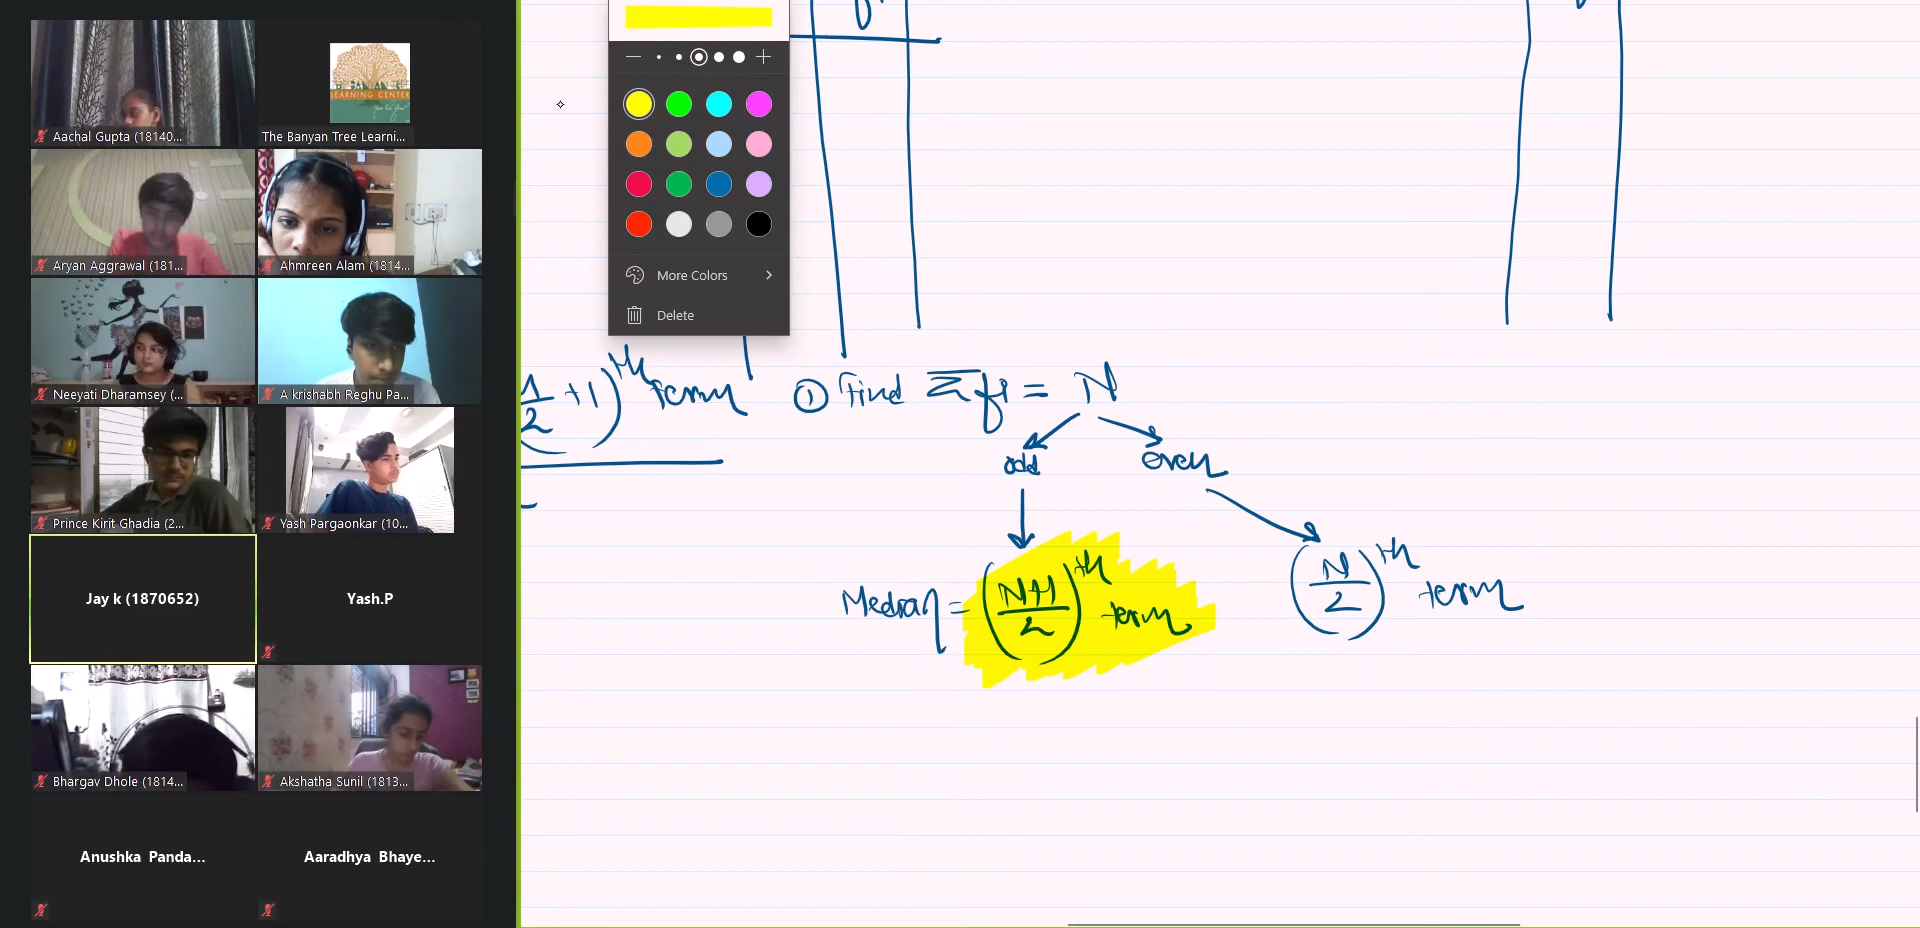 Aachal Gupta (18140...
LEARNING CENTER
The Banyan Tree Learni...
Aryan Aggrawal (181...
Ahmreen Alam (1814...
Neeyati Dharamsey (...
A krishabh Reghu Pa...
Prince Kirit Ghadia (2...
Yash Pargaonkar (10...
Jay k (1870652)
Yash.P
Bhargav Dhole (1814...
Akshatha Sunil (1813...
Anushka Panda...
Aaradhya Bhaye...
More Colors
Delete
2 +1)th term
① Find Σfi = N
odd even
Median = (N+1/2)th term
(N/2)th term